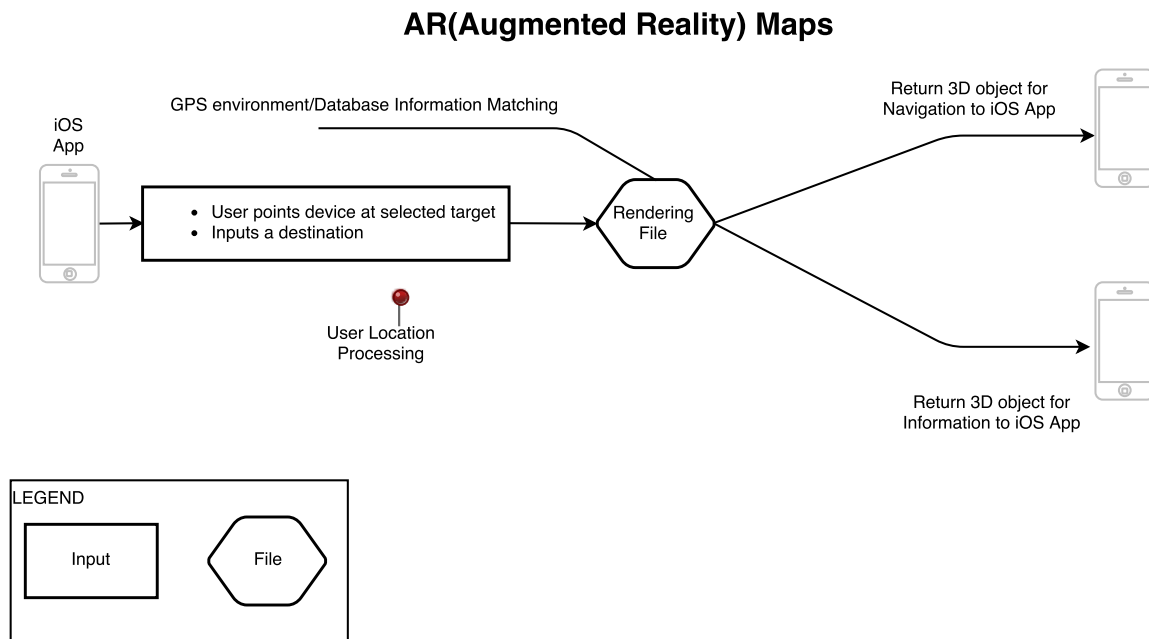 AR(Augmented Reality) Maps
GPS environment/Database Information Matching
Return 3D object for
Navigation to iOS App
iOS
App
• User points device at selected target
• Inputs a destination
Rendering
File
User Location
Processing
Return 3D object for
Information to iOS App
LEGEND
Input
File